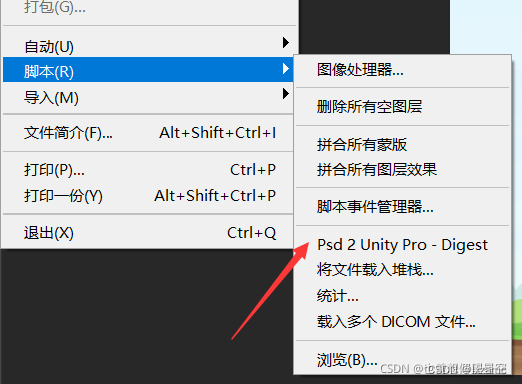 打包(G)...
自动(U)
脚本(R)
导入(M)
文件简介(F)... Alt+Shift+Ctrl+I
打印(P)... Ctrl+P
打印一份(Y) Alt+Shift+Ctrl+P
退出(X) Ctrl+Q
图像处理器...
删除所有空图层
拼合所有蒙版
拼合所有图层效果
脚本事件管理器...
Psd 2 Unity Pro - Digest
将文件载入堆栈...
统计...
载入多个 DICOM 文件...
浏览(B)...
CSDN